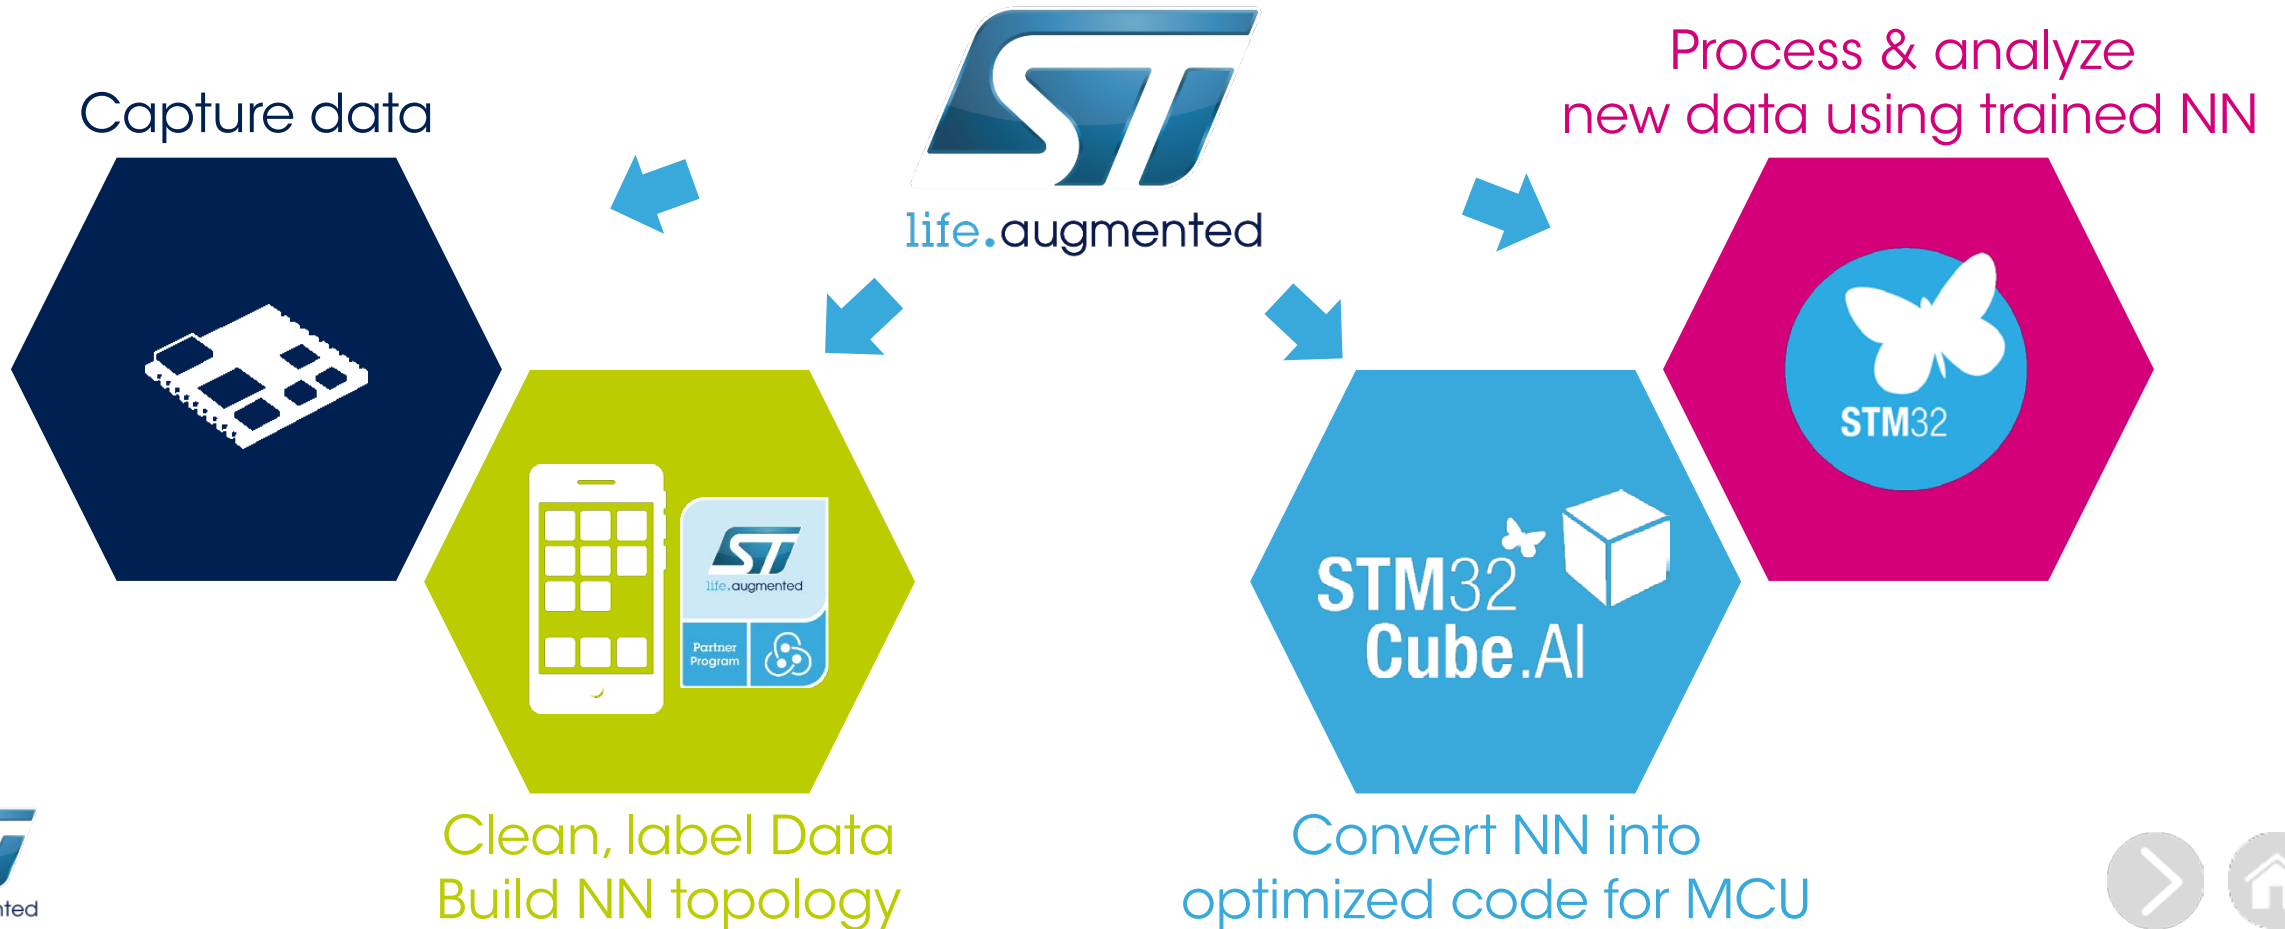 Capture data
life.augmented
Process & analyze
new data using trained NN
STM32
life.augmented
Partner
Program
STM32
Cube.AI
Clean, label Data
Build NN topology
Convert NN into
optimized code for MCU